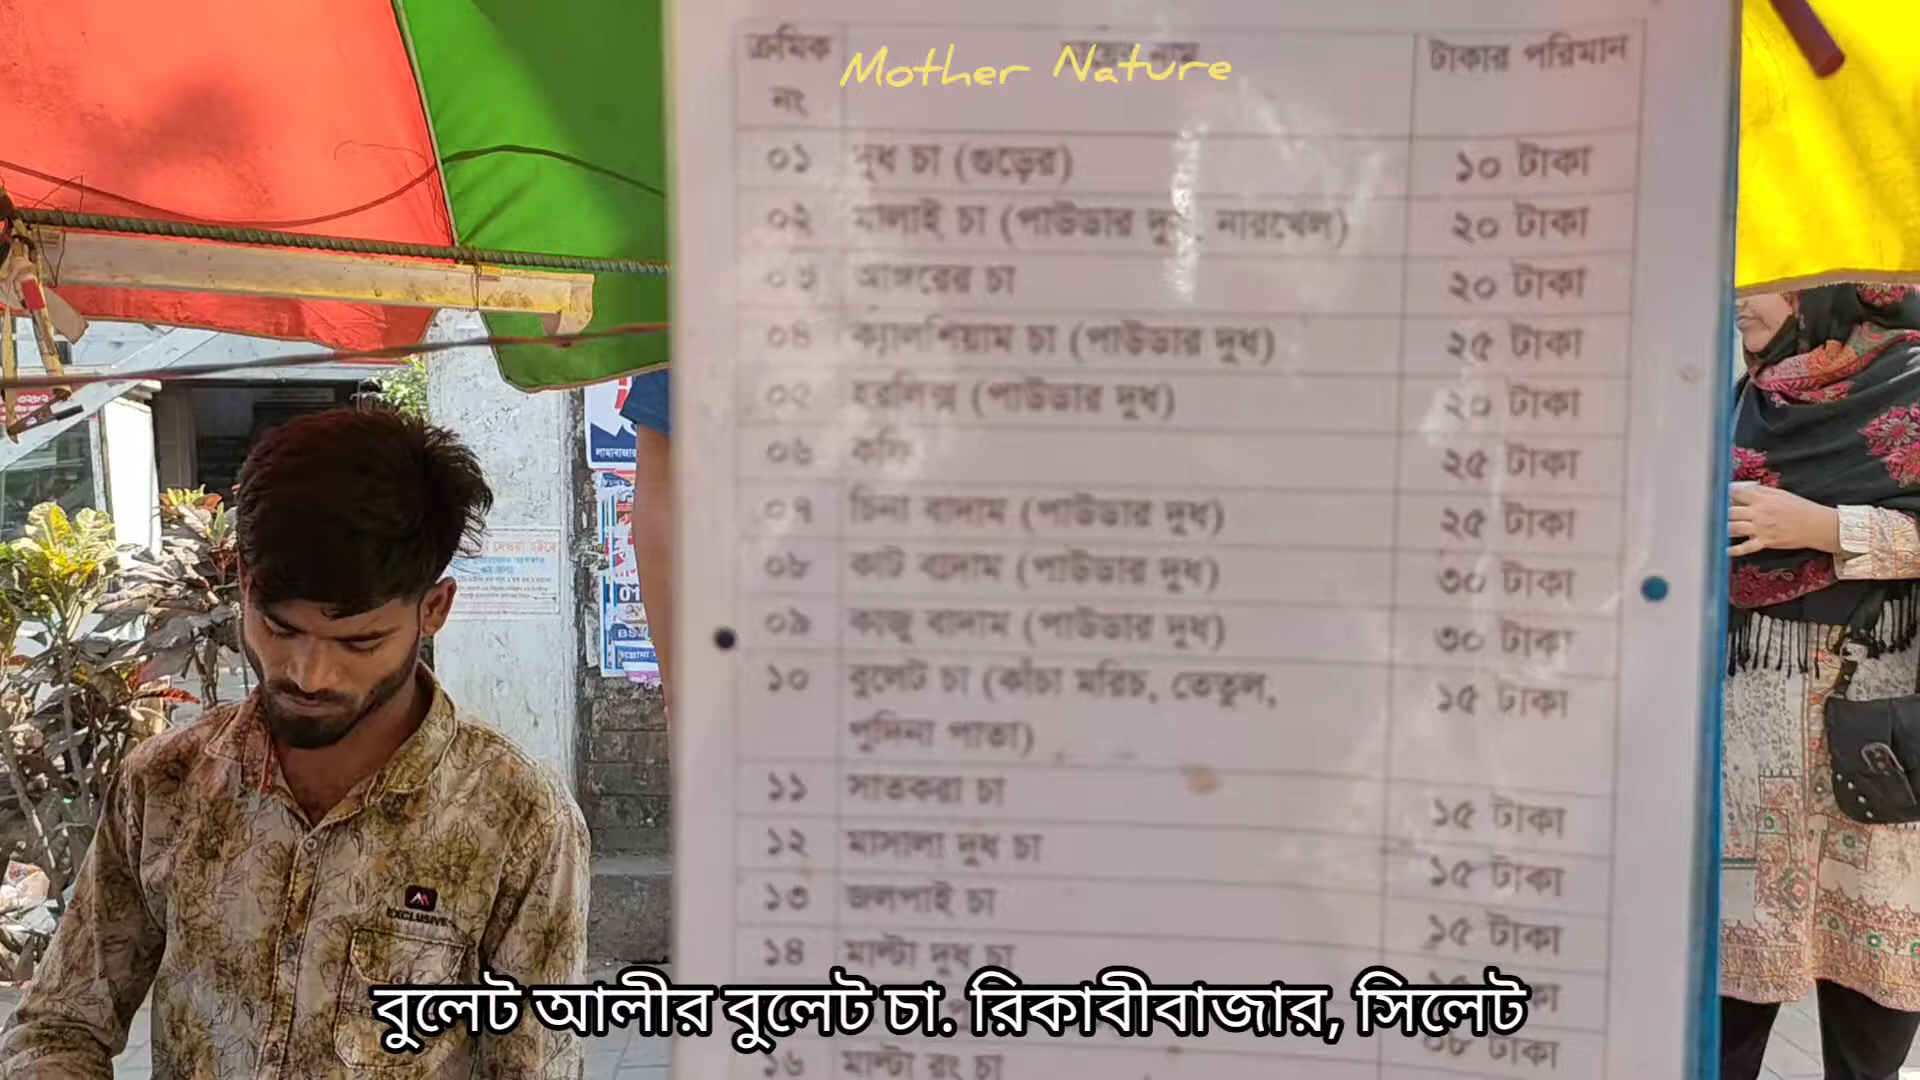 Mother Nature
ক্রমিক নং টাকার পরিমান
০১ দুধ চা (গুড়ের) ১০ টাকা
০২ মালাই চা (পাউডার দুধ, নারখেল) ২০ টাকা
০৩ আঙ্গরের চা ২০ টাকা
০৪ ক্যালশিয়াম চা (পাউডার দুধ) ২৫ টাকা
০৫ হরলিক্স (পাউডার দুধ) ২০ টাকা
০৬ কফি ২৫ টাকা
০৭ চিনা বাদাম (পাউডার দুধ) ২৫ টাকা
০৮ কাট বাদাম (পাউডার দুধ) ৩০ টাকা
০৯ কাজু বাদাম (পাউডার দুধ) ৩০ টাকা
১০ বুলেট চা (কাঁচা মরিচ, তেতুল, ১৫ টাকা
পুদিনা পাতা)
১১ সাতকরা চা ১৫ টাকা
১২ মাসালা দুধ চা ১৫ টাকা
১৩ জলপাই চা ১৫ টাকা
১৪ মাল্টা দুধ চা
বুলেট আলীর বুলেট চা. রিকাবীবাজার, সিলেট
১৬ মাল্টা রং চা টাকা
EXCLUSIVE
লামাবাজার